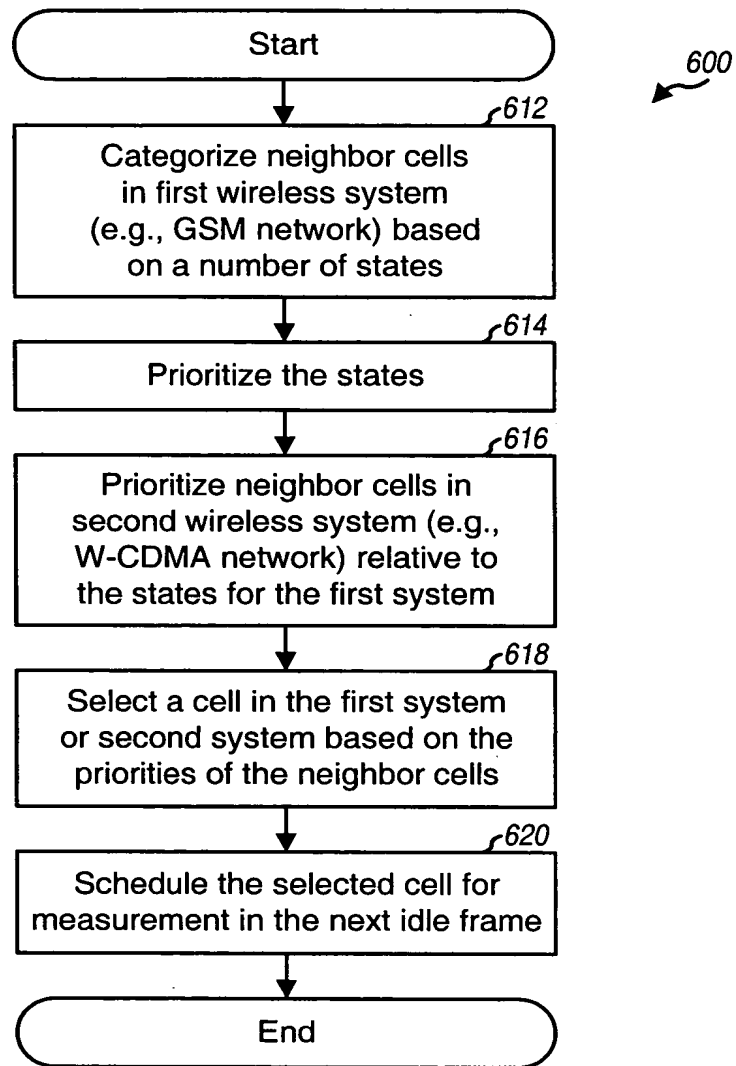 Start
600
612
Categorize neighbor cells
in first wireless system
(e.g., GSM network) based
on a number of states
614
Prioritize the states
616
Prioritize neighbor cells in
second wireless system (e.g.,
W-CDMA network) relative to
the states for the first system
618
Select a cell in the first system
or second system based on the
priorities of the neighbor cells
620
Schedule the selected cell for
measurement in the next idle frame
End